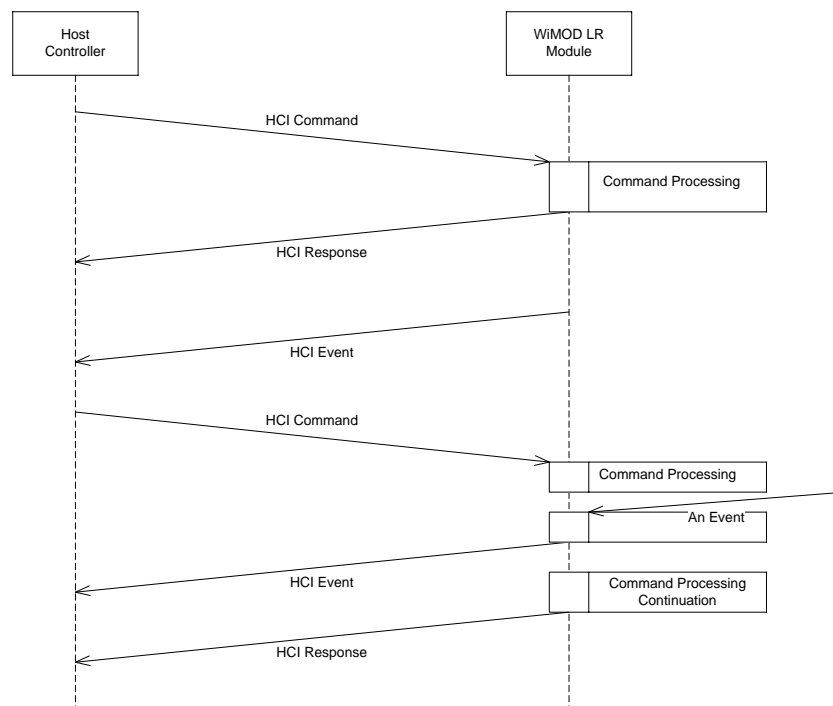 Host
Controller
WiMOD LR
Module
HCI Command
Command Processing
HCI Response
HCI Event
HCI Command
Command Processing
An Event
HCI Event
Command Processing
Continuation
HCI Response